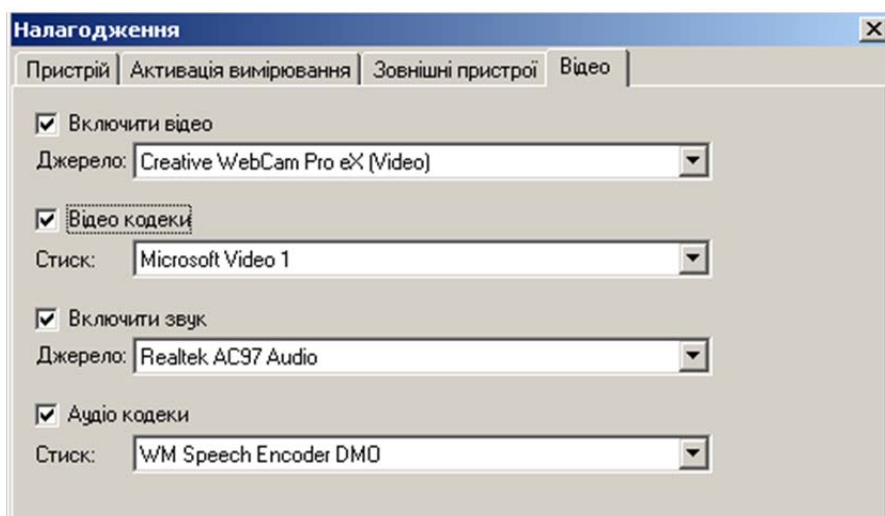 Налагодження
Пристрій Активація вимірювання Зовнішні пристрої Відео
Включити відео
Джерело: Creative WebCam Pro eX (Video)
Відео кодеки
Стиск: Microsoft Video 1
Включити звук
Джерело: Realtek AC97 Audio
Аудіо кодеки
Стиск: WM Speech Encoder DMO